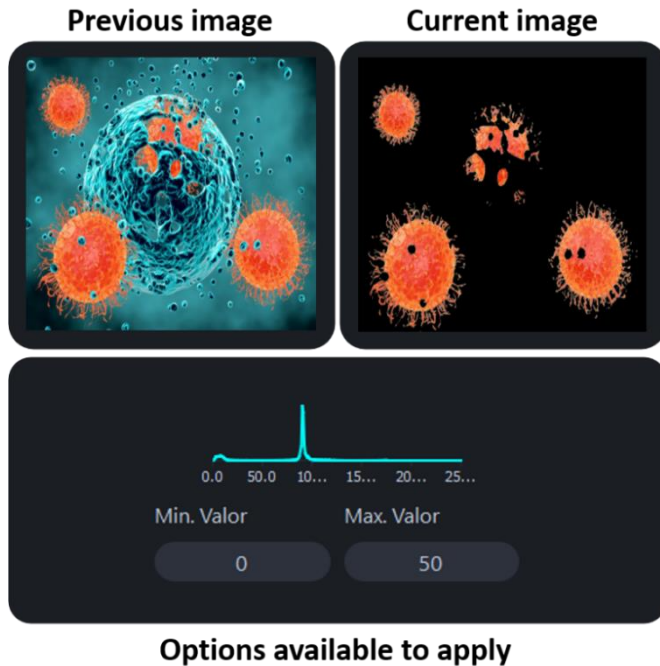 Previous image
Current image
0.0 50.0 10... 15... 20... 25...
Min. Valor
Max. Valor
0
50
Options available to apply